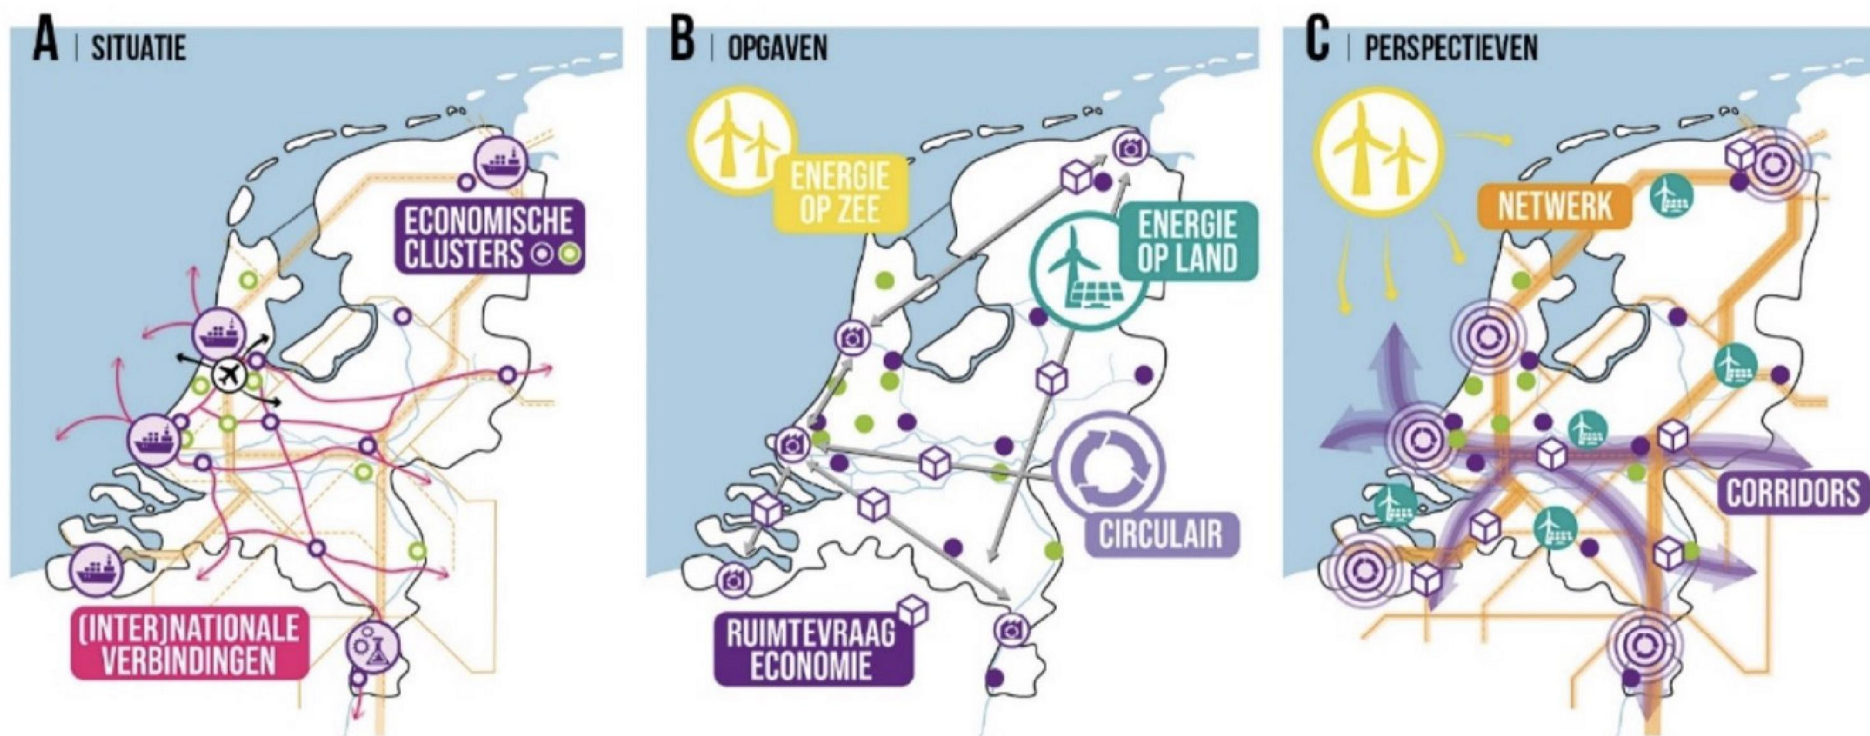 A | SITUATIE
ECONOMISCHE
CLUSTERS
(INTER)NATIONALE
VERBINDINGEN
B | OPGAVEN
ENERGIE
OP ZEE
ENERGIE
OP LAND
CIRCULAIR
RUIMTEVRAAG
ECONOMIE
C | PERSPECTIEVEN
NETWERK
CORRIDORS